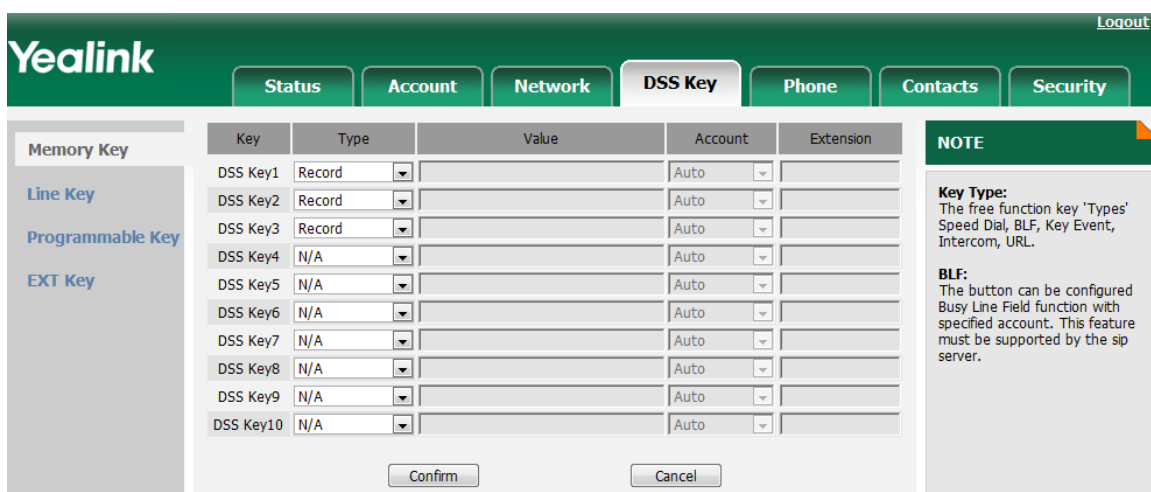 Logout
Yealink
Status Account Network DSS Key Phone Contacts Security
Memory Key
Line Key
Programmable Key
EXT Key
Key Type Value Account Extension
DSS Key1 Record Auto
DSS Key2 Record Auto
DSS Key3 Record Auto
DSS Key4 N/A Auto
DSS Key5 N/A Auto
DSS Key6 N/A Auto
DSS Key7 N/A Auto
DSS Key8 N/A Auto
DSS Key9 N/A Auto
DSS Key10 N/A Auto
Confirm Cancel
NOTE
Key Type:
The free function key 'Types'
Speed Dial, BLF, Key Event,
Intercom, URL.
BLF:
The button can be configured
Busy Line Field function with
specified account. This feature
must be supported by the sip
server.